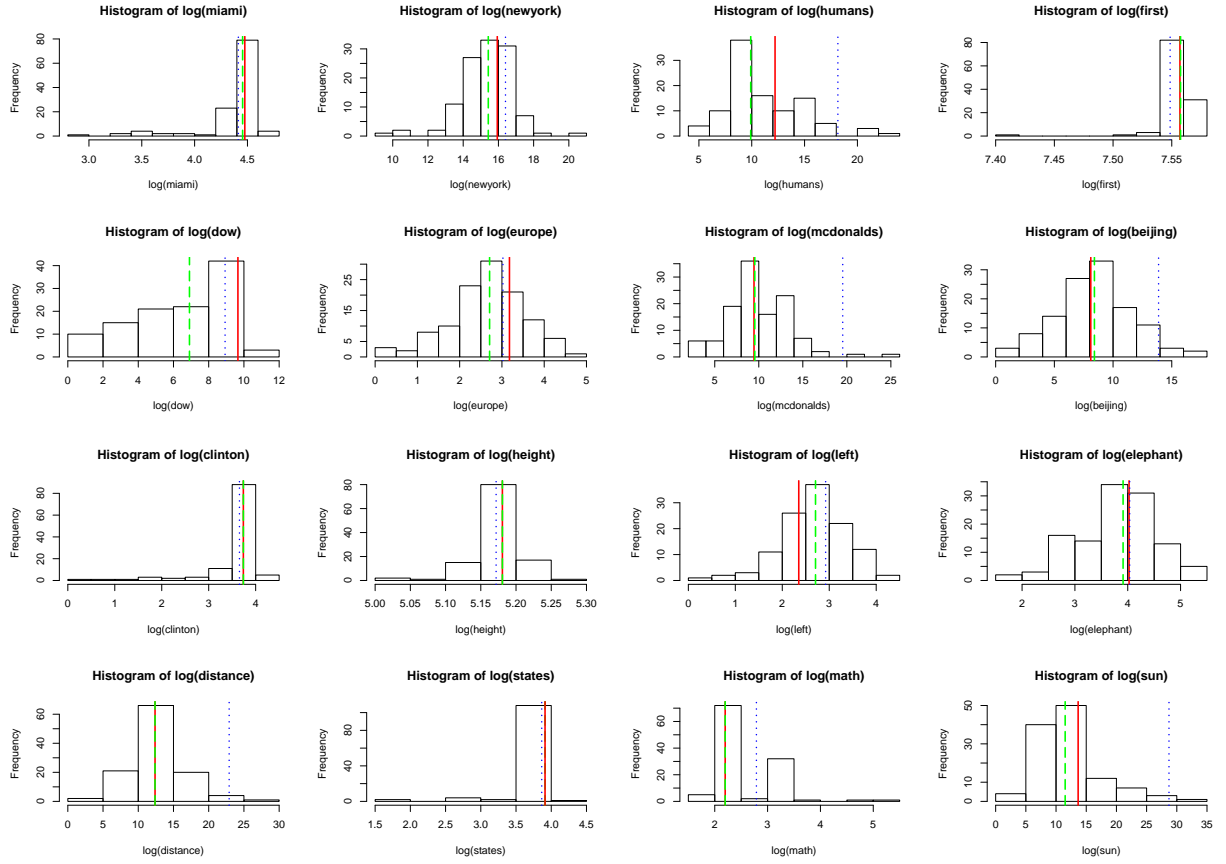 Histogram of log(miami)
Frequency
0 20 40 60 80
3.0 3.5 4.0 4.5
log(miami)
Histogram of log(newyork)
Frequency
0 10 30
10 12 14 16 18 20
log(newyork)
Histogram of log(humans)
Frequency
0 10 30
5 10 15 20
log(humans)
Histogram of log(first)
Frequency
0 20 40 60 80
7.40 7.45 7.50 7.55
log(first)
Histogram of log(dow)
Frequency
0 10 20 30 40
0 2 4 6 8 10 12
log(dow)
Histogram of log(europe)
Frequency
0 5 15 25
0 1 2 3 4 5
log(europe)
Histogram of log(mcdonalds)
Frequency
0 10 20 30
5 10 15 20 25
log(mcdonalds)
Histogram of log(beijing)
Frequency
0 10 20 30
0 5 10 15
log(beijing)
Histogram of log(clinton)
Frequency
0 20 40 60 80
0 1 2 3 4
log(clinton)
Histogram of log(height)
Frequency
0 20 40 60 80
5.00 5.05 5.10 5.15 5.20 5.25 5.30
log(height)
Histogram of log(left)
Frequency
0 10 20 30
0 1 2 3 4
log(left)
Histogram of log(elephant)
Frequency
0 10 20 30
2 3 4 5
log(elephant)
Histogram of log(distance)
Frequency
0 20 40 60
0 5 10 15 20 25 30
log(distance)
Histogram of log(states)
Frequency
0 20 60 100
1.5 2.0 2.5 3.0 3.5 4.0 4.5
log(states)
Histogram of log(math)
Frequency
0 20 40 60
2 3 4 5
log(math)
Histogram of log(sun)
Frequency
0 10 30 50
0 5 10 15 20 25 30 35
log(sun)